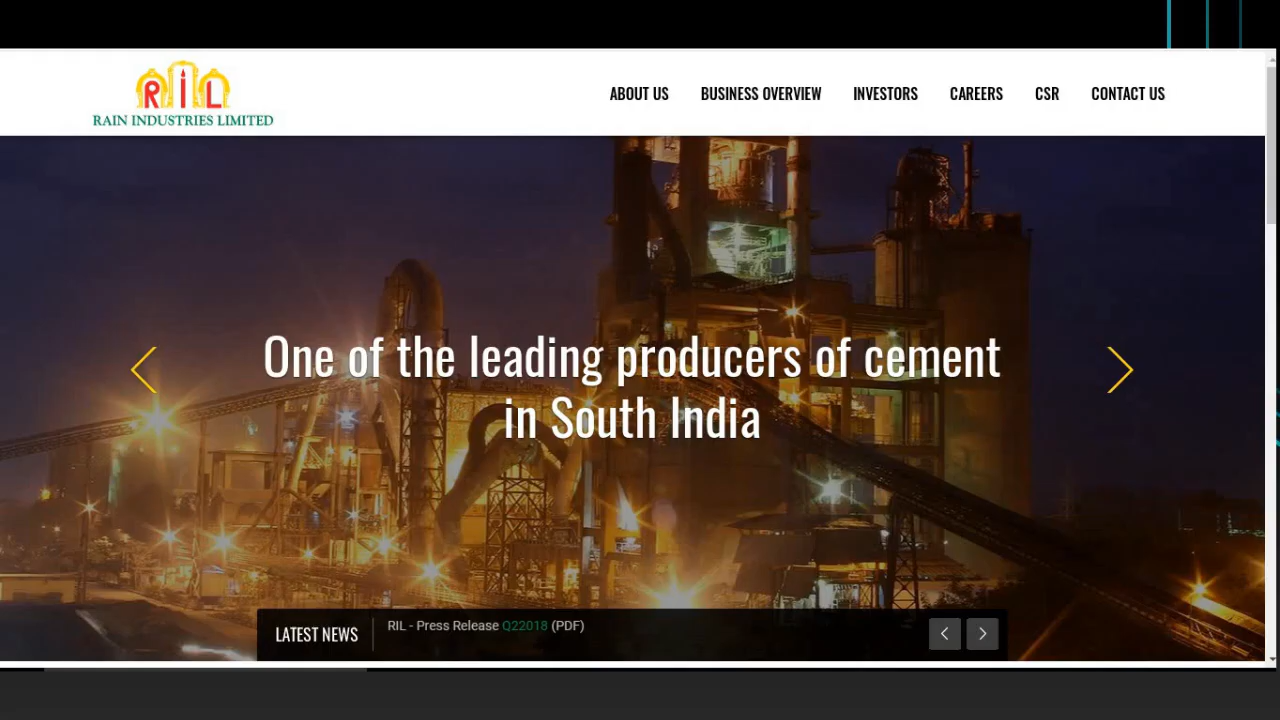 RIL
RAIN INDUSTRIES LIMITED
ABOUT US BUSINESS OVERVIEW INVESTORS CAREERS CSR CONTACT US
One of the leading producers of cement
in South India
LATEST NEWS
RIL - Press Release Q22018 (PDF)